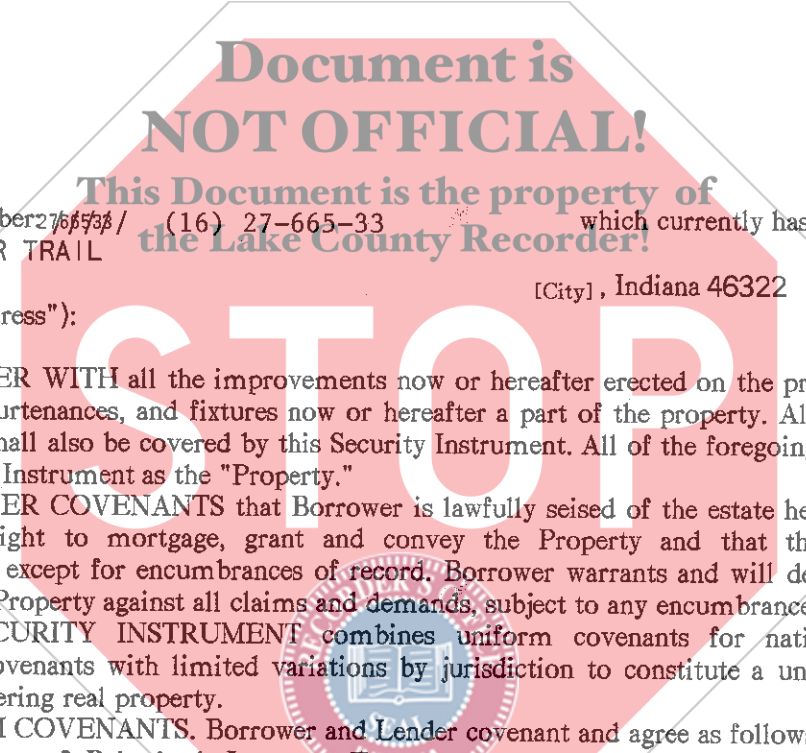 Document is
NOT OFFICIAL!
This Document is the property of
the Lake County Recorder!
STOP
(16) 27-665-33 which currently has
R TRAIL
[City], Indiana 46322
ress"):
ER WITH all the improvements now or hereafter erected on the pr
urtenances, and fixtures now or hereafter a part of the property. Al
all also be covered by this Security Instrument. All of the foregoin
Instrument as the "Property."
ER COVENANTS that Borrower is lawfully seised of the estate he
ight to mortgage, grant and convey the Property and that th
except for encumbrances of record. Borrower warrants and will de
Property against all claims and demands, subject to any encumbrance
CURITY INSTRUMENT combines uniform covenants for nati
ovenants with limited variations by jurisdiction to constitute a un
ering real property.
I COVENANTS. Borrower and Lender covenant and agree as follow